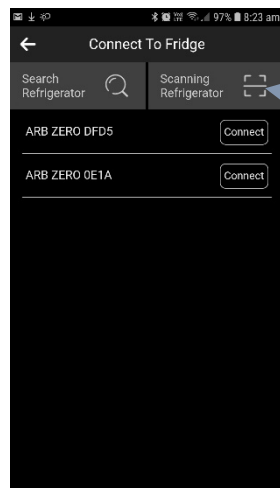 97% 8:23 am
Connect To Fridge
Search
Refrigerator
Scanning
Refrigerator
ARB ZERO DFD5
Connect
ARB ZERO 0E1A
Connect